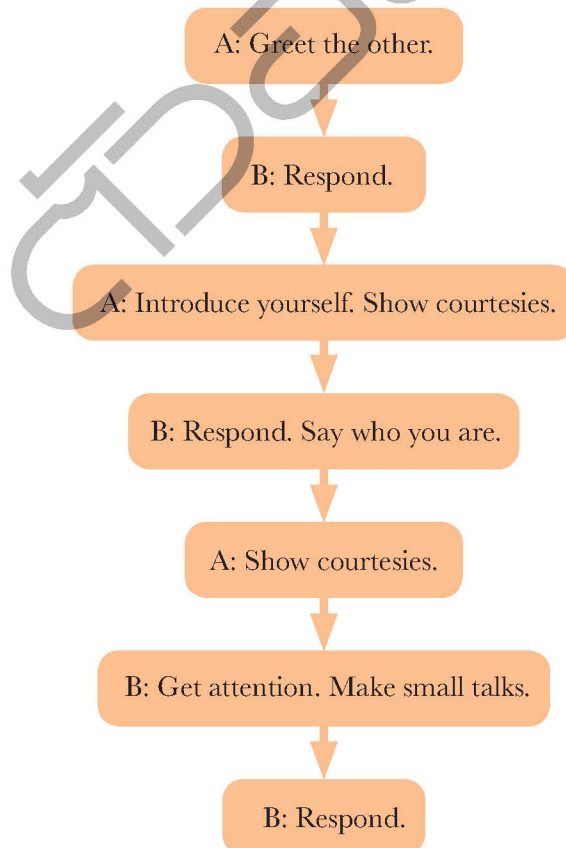 A: Greet the other.
B: Respond.
A: Introduce yourself. Show courtesies.
B: Respond. Say who you are.
A: Show courtesies.
B: Get attention. Make small talks.
B: Respond.